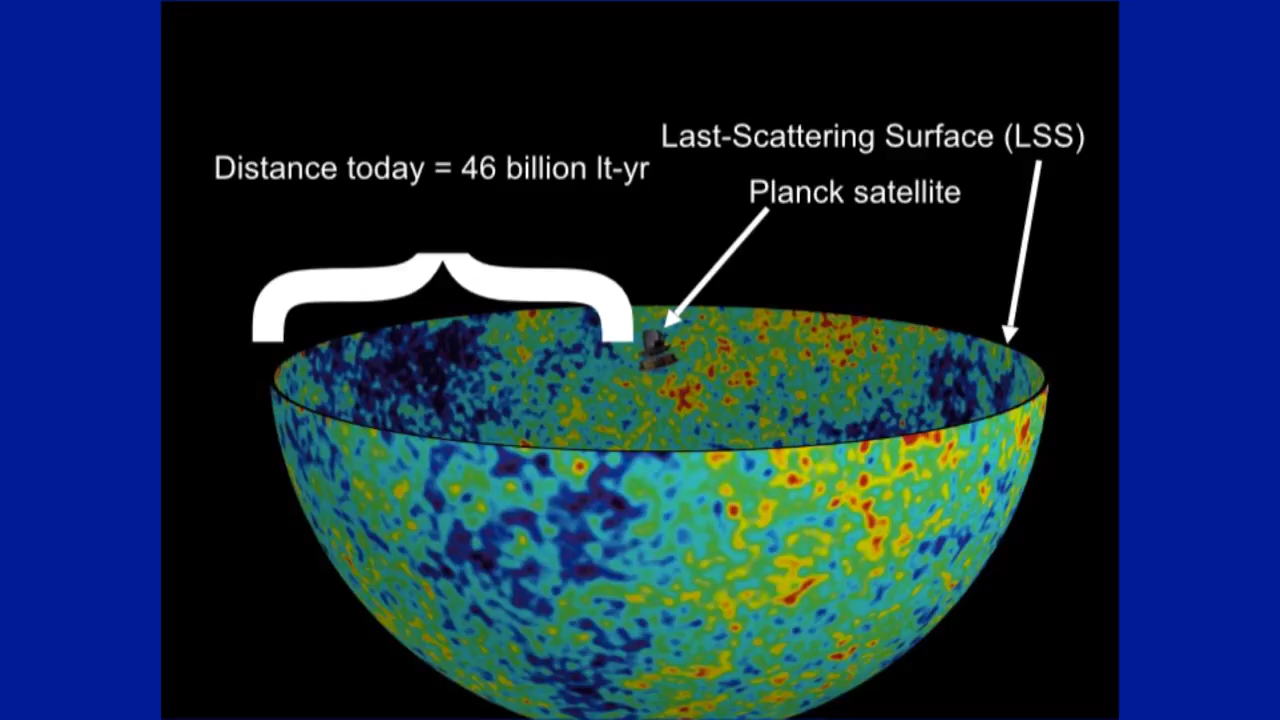 Last-Scattering Surface (LSS)
Distance today = 46 billion lt-yr
Planck satellite